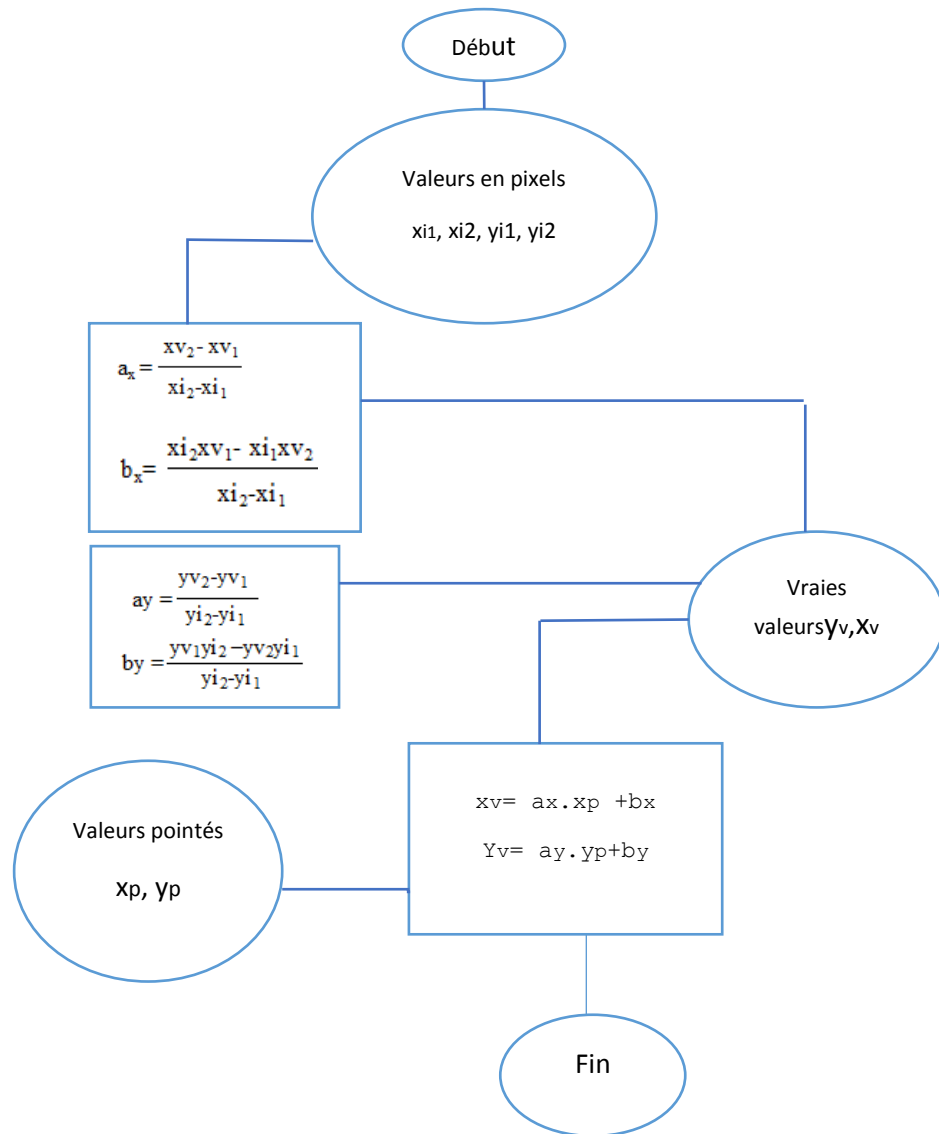 Début
Valeurs en pixels
xi1, xi2, yi1, yi2
aₓ = (xv₂- xv₁)/(xi₂-xi₁)
bₓ= (xi₂xv₁- xi₁xv₂)/(xi₂-xi₁)
ay = (yv₂-yv₁)/(yi₂-yi₁)
by = (yv₁yi₂ –yv₂yi₁)/(yi₂-yi₁)
Vraies
valeursyv,xv
xv= ax.xp +bx
Yv= ay.yp+by
Valeurs pointés
xp, yp
Fin